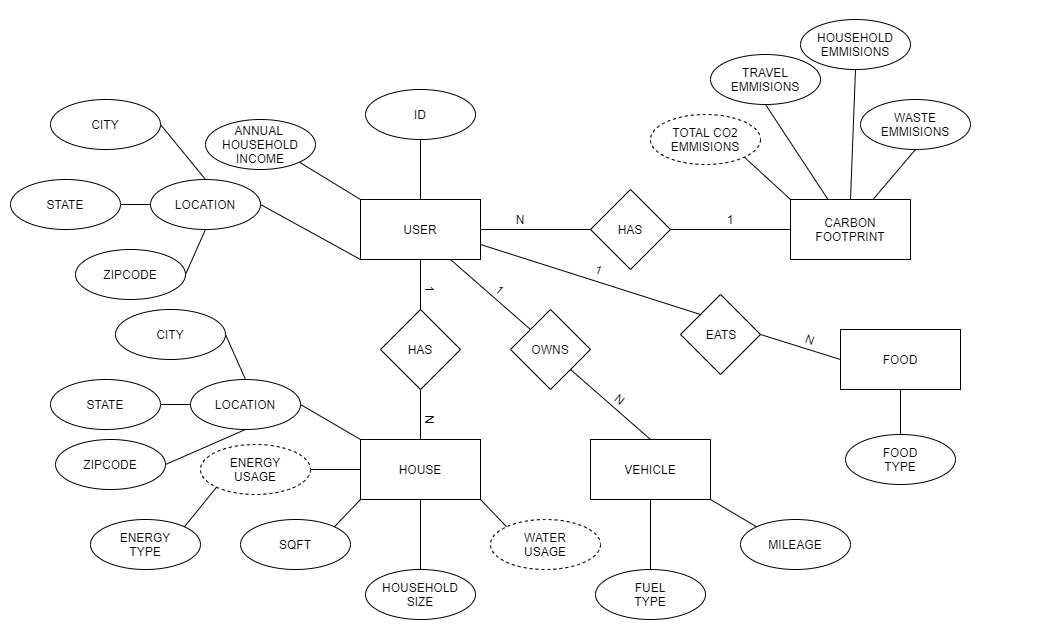 HOUSEHOLD
EMMISIONS
TRAVEL
EMMISIONS
WASTE
EMMISIONS
TOTAL CO2
EMMISIONS
ID
CITY
ANNUAL
HOUSEHOLD
INCOME
STATE
LOCATION
ZIPCODE
USER
N
HAS
1
CARBON
FOOTPRINT
1
1
1
HAS
OWNS
EATS
N
FOOD
CITY
STATE
LOCATION
ZIPCODE
N
N
ENERGY
USAGE
HOUSE
VEHICLE
FOOD
TYPE
ENERGY
TYPE
SQFT
HOUSEHOLD
SIZE
WATER
USAGE
FUEL
TYPE
MILEAGE